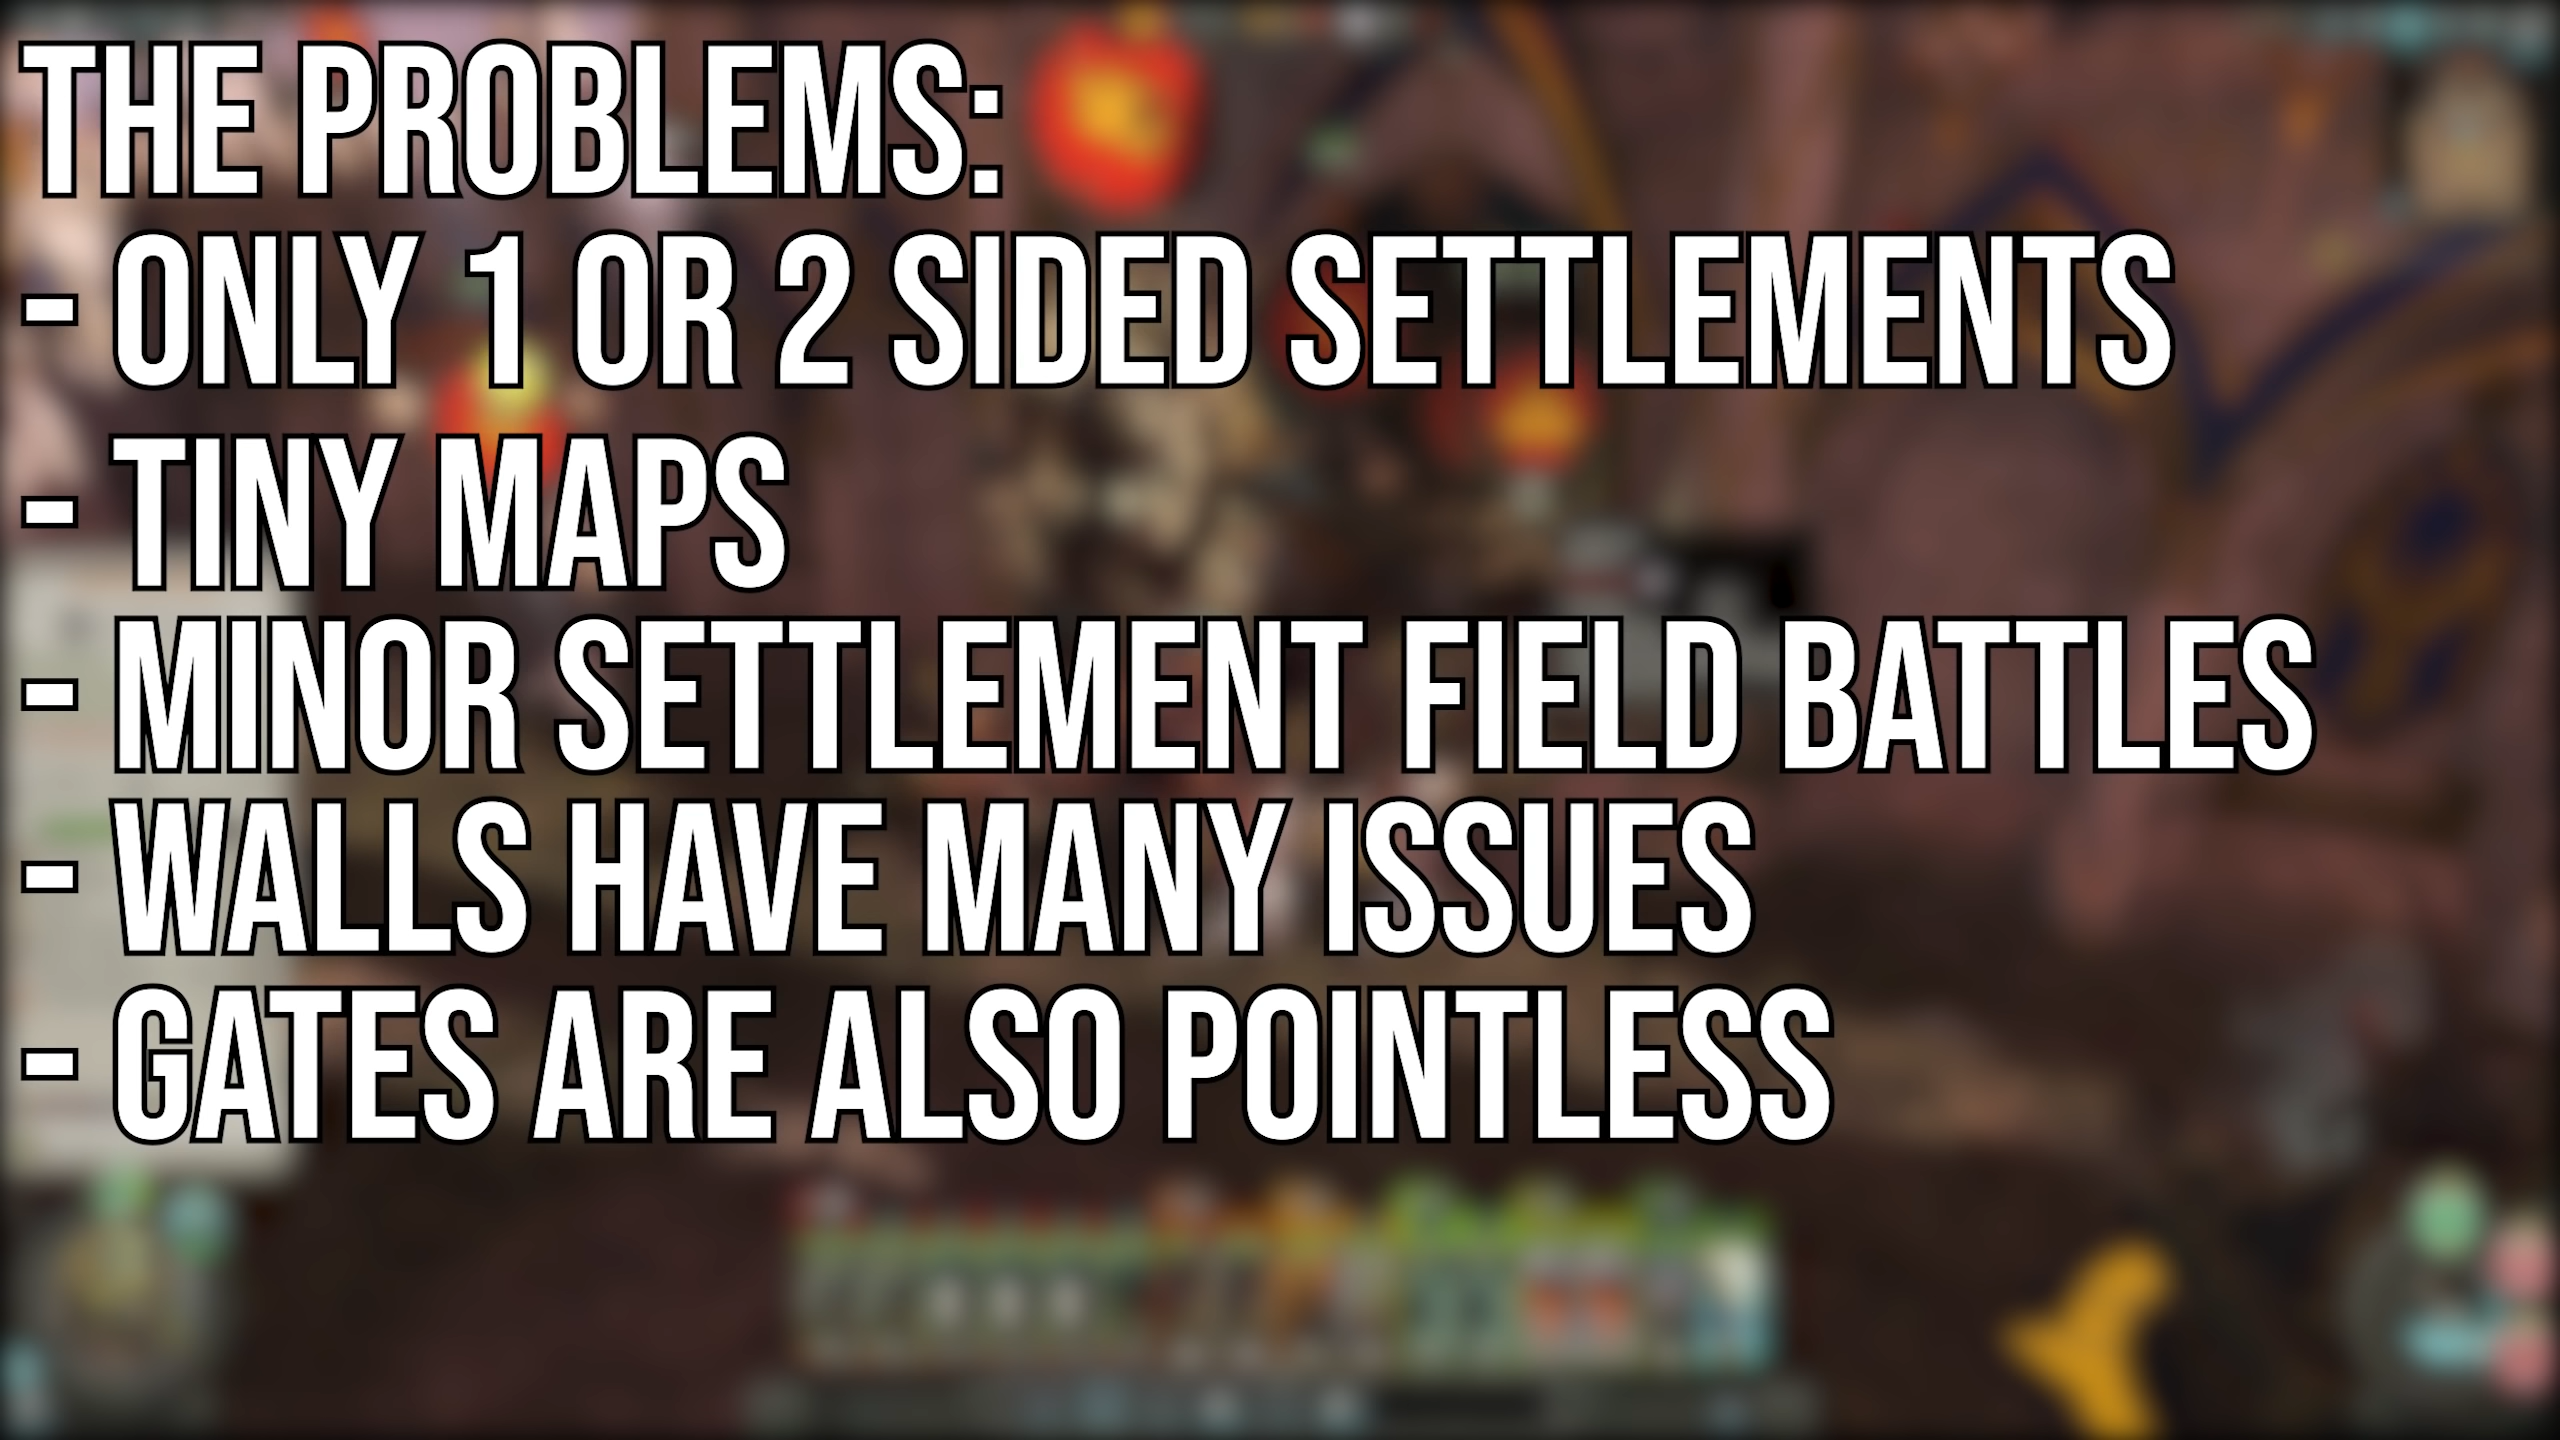 THE PROBLEMS:
- ONLY 1 OR 2 SIDED SETTLEMENTS
- TINY MAPS
- MINOR SETTLEMENT FIELD BATTLES
- WALLS HAVE MANY ISSUES
- GATES ARE ALSO POINTLESS